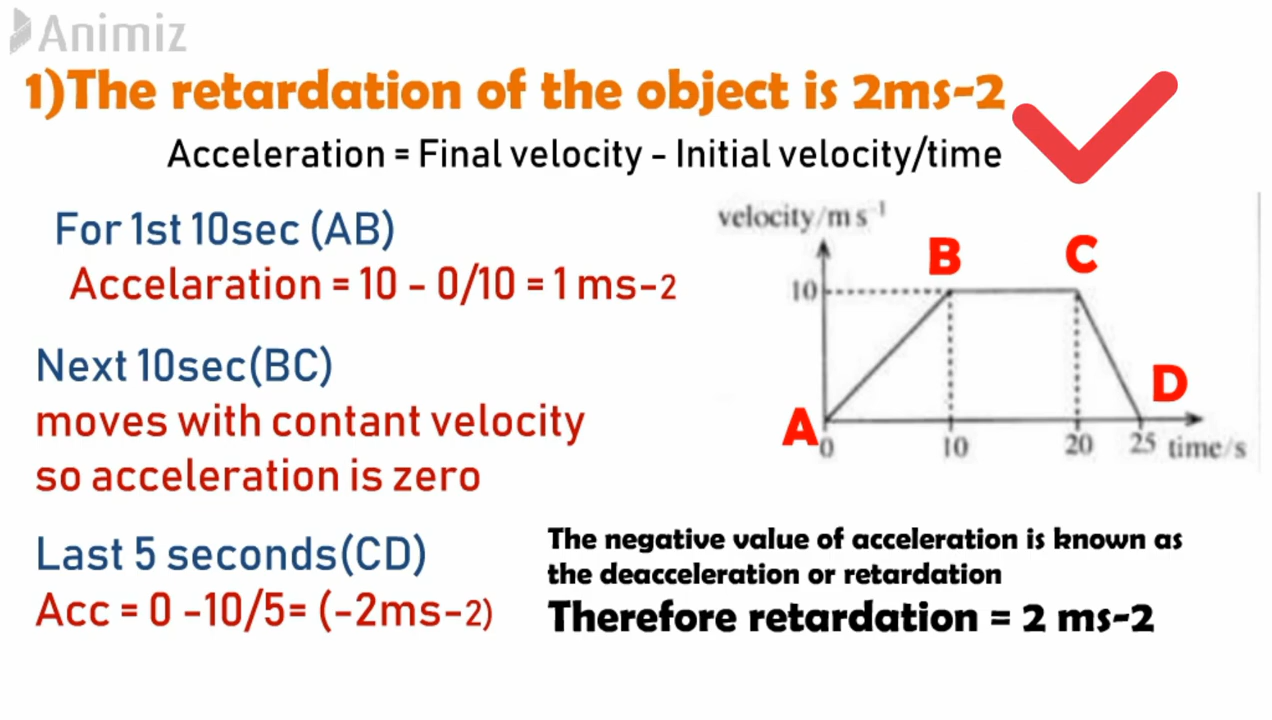 Animiz
1)The retardation of the object is 2ms-2
Acceleration = Final velocity - Initial velocity/time
For 1st 10sec (AB)
Accelaration = 10 - 0/10 = 1 ms-2
Next 10sec(BC)
moves with contant velocity
so acceleration is zero
Last 5 seconds(CD)
Acc = 0 -10/5= (-2ms-2)
velocity/m s⁻¹
B
C
10
D
A
0
10
20
25
time/s
The negative value of acceleration is known as
the deacceleration or retardation
Therefore retardation = 2 ms-2